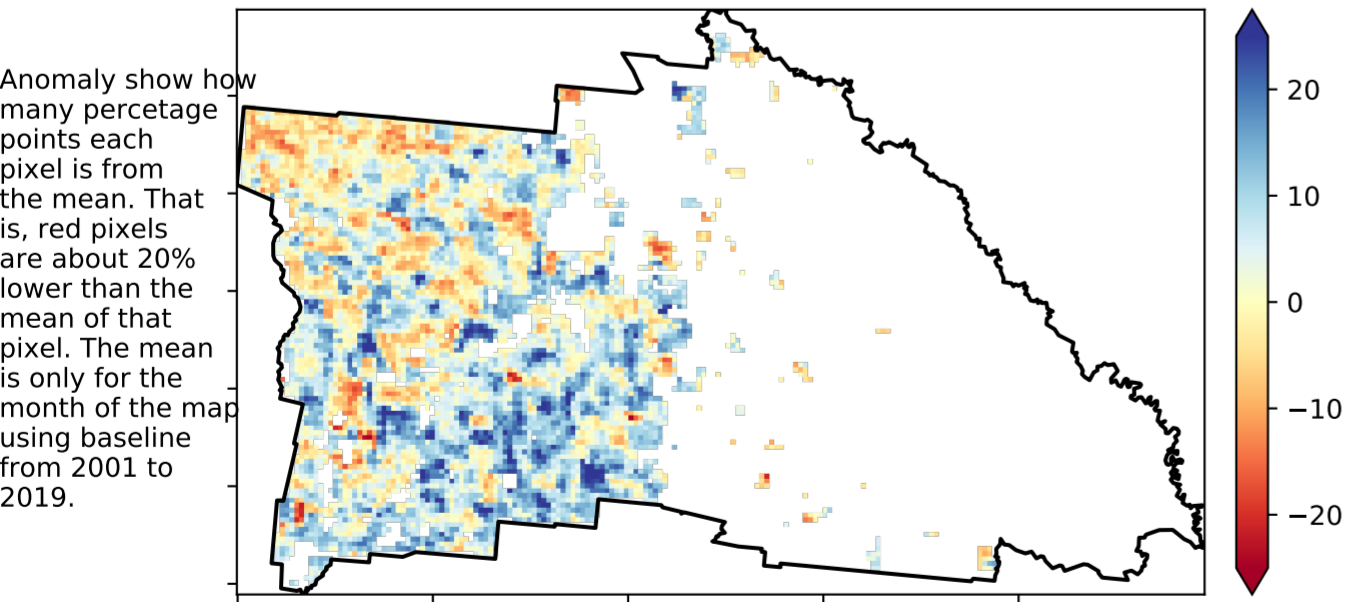 Anomaly show how
many percetage
points each
pixel is from
the mean. That
is, red pixels
are about 20%
lower than the
mean of that
pixel. The mean
is only for the
month of the map
using baseline
from 2001 to
2019.
20
10
0
−10
−20